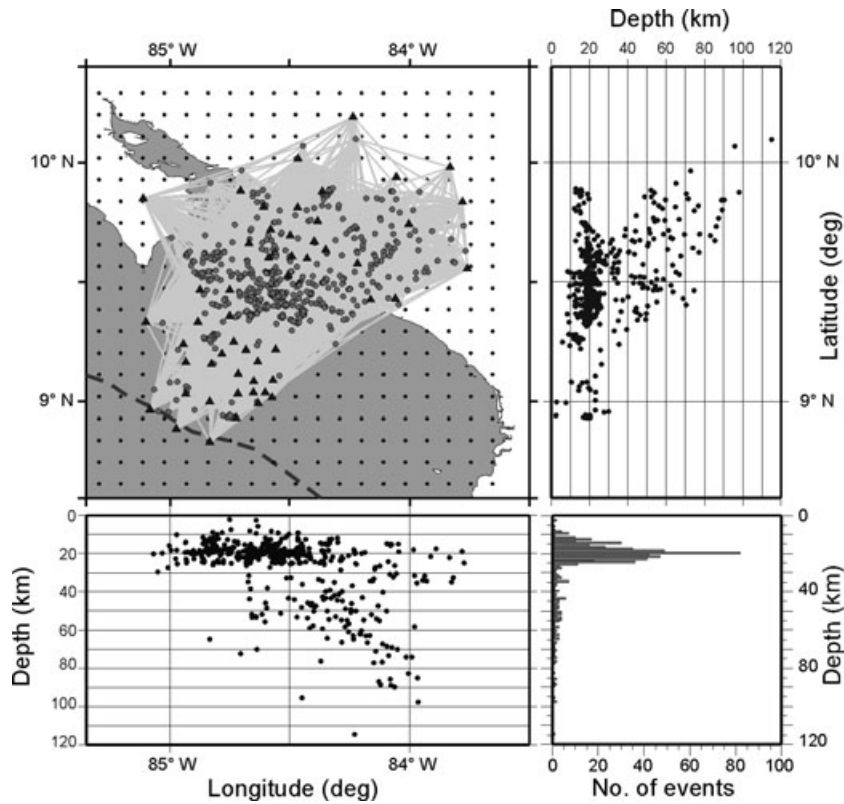 Depth (km)
85° W 84° W
0 20 40 60 80 100 120
10° N
9° N
10° N
9° N
Latitude (deg)
0
20
40
60
80
100
120
Depth (km)
85° W 84° W
Longitude (deg)
0
20
40
80
120
Depth (km)
0 20 40 60 80 100
No. of events